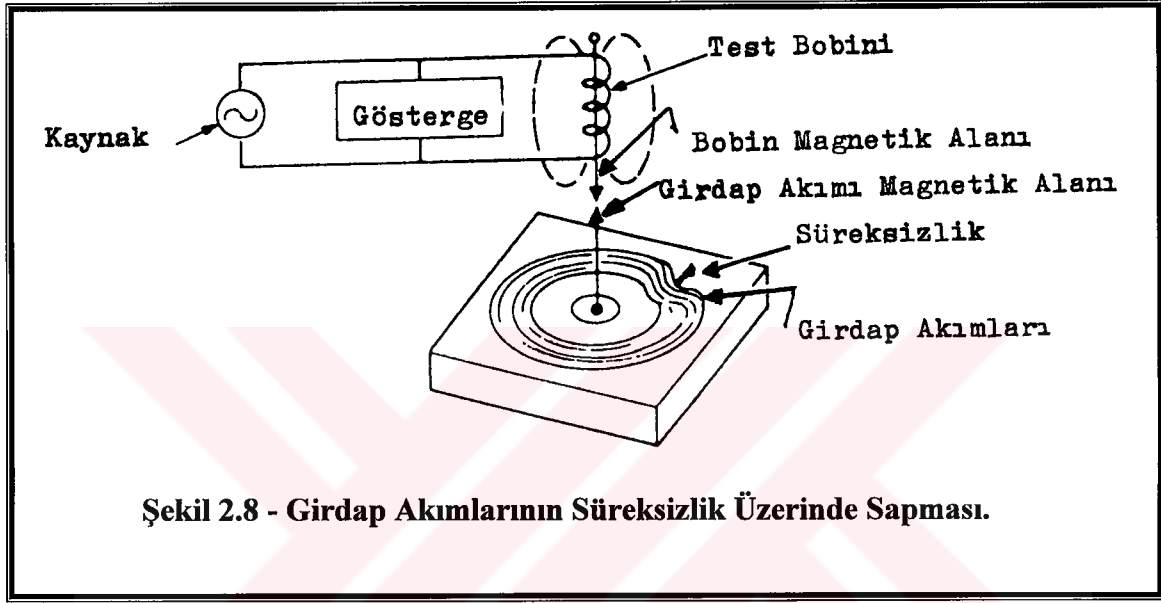 Test Bobini
Gösterge
Kaynak
Bobin Magnetik Alanı
Girdap Akımı Magnetik Alanı
Süreksizlik
Girdap Akımları
Şekil 2.8 - Girdap Akımlarının Süreksizlik Üzerinde Sapması.